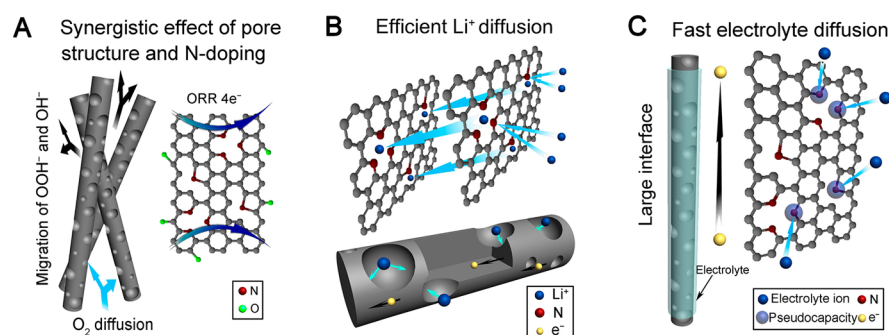 A
Synergistic effect of pore
structure and N-doping
Migration of OOH⁻ and OH⁻
ORR 4e⁻
O₂ diffusion
N
O
B
Efficient Li⁺ diffusion
Li⁺
N
e⁻
C
Fast electrolyte diffusion
Large interface
Electrolyte
Electrolyte ion
N
Pseudocapacity
e⁻